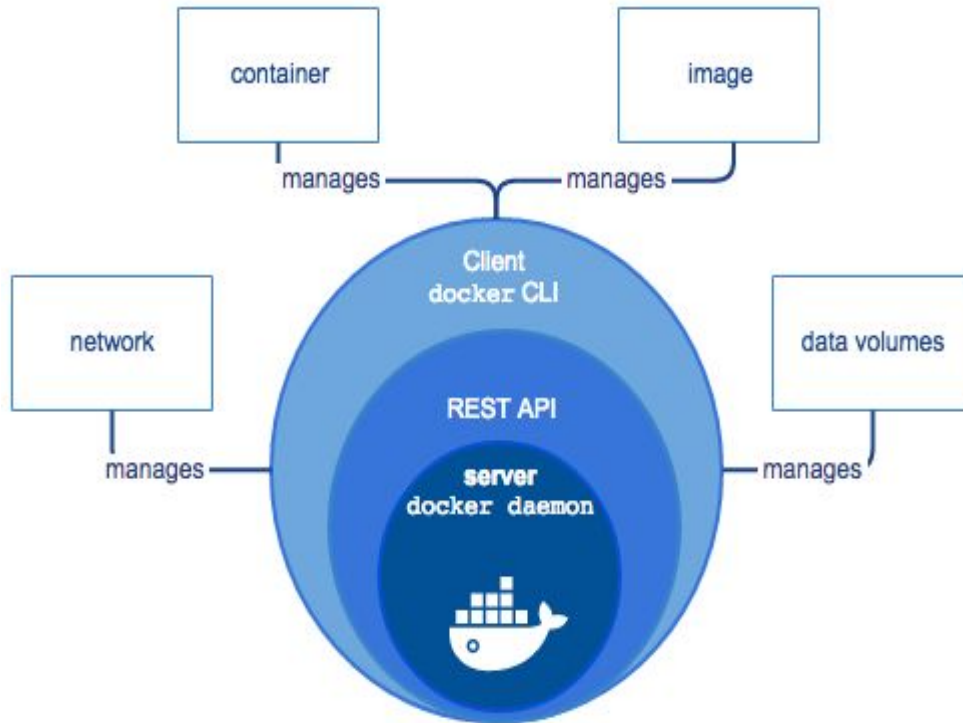 container
image
manages
manages
Client
docker CLI
network
data volumes
REST API
manages
manages
server
docker daemon